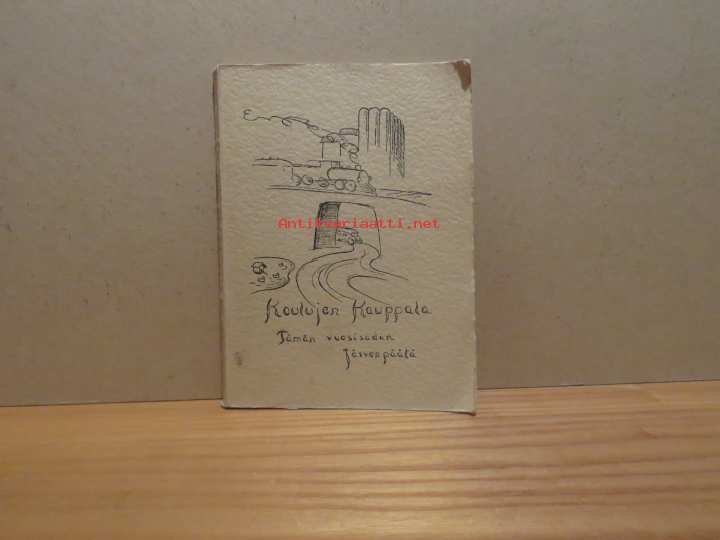 Antikvariaatti.net
Koulujen Kauppala
Tämän vuosisadan
Järvenpäätä